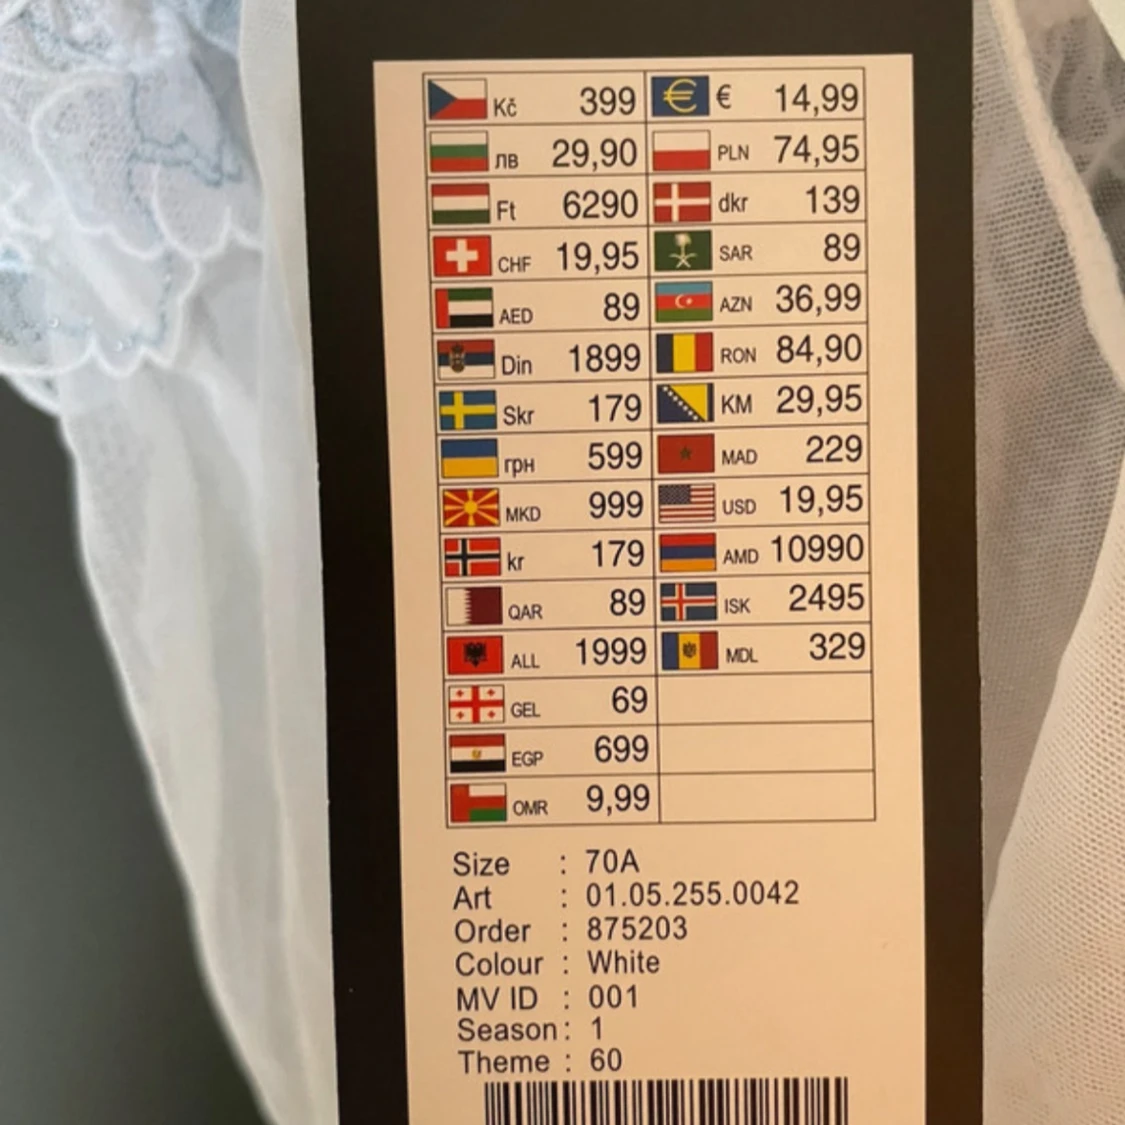 Kč 399 € 14,99
лв 29,90 PLN 74,95
Ft 6290 dkr 139
CHF 19,95 SAR 89
AED 89 AZN 36,99
Din 1899 RON 84,90
Skr 179 KM 29,95
грн 599 MAD 229
MKD 999 USD 19,95
kr 179 AMD 10990
QAR 89 ISK 2495
ALL 1999 MDL 329
GEL 69
EGP 699
OMR 9,99
Size : 70A
Art : 01.05.255.0042
Order : 875203
Colour : White
MV ID : 001
Season : 1
Theme : 60